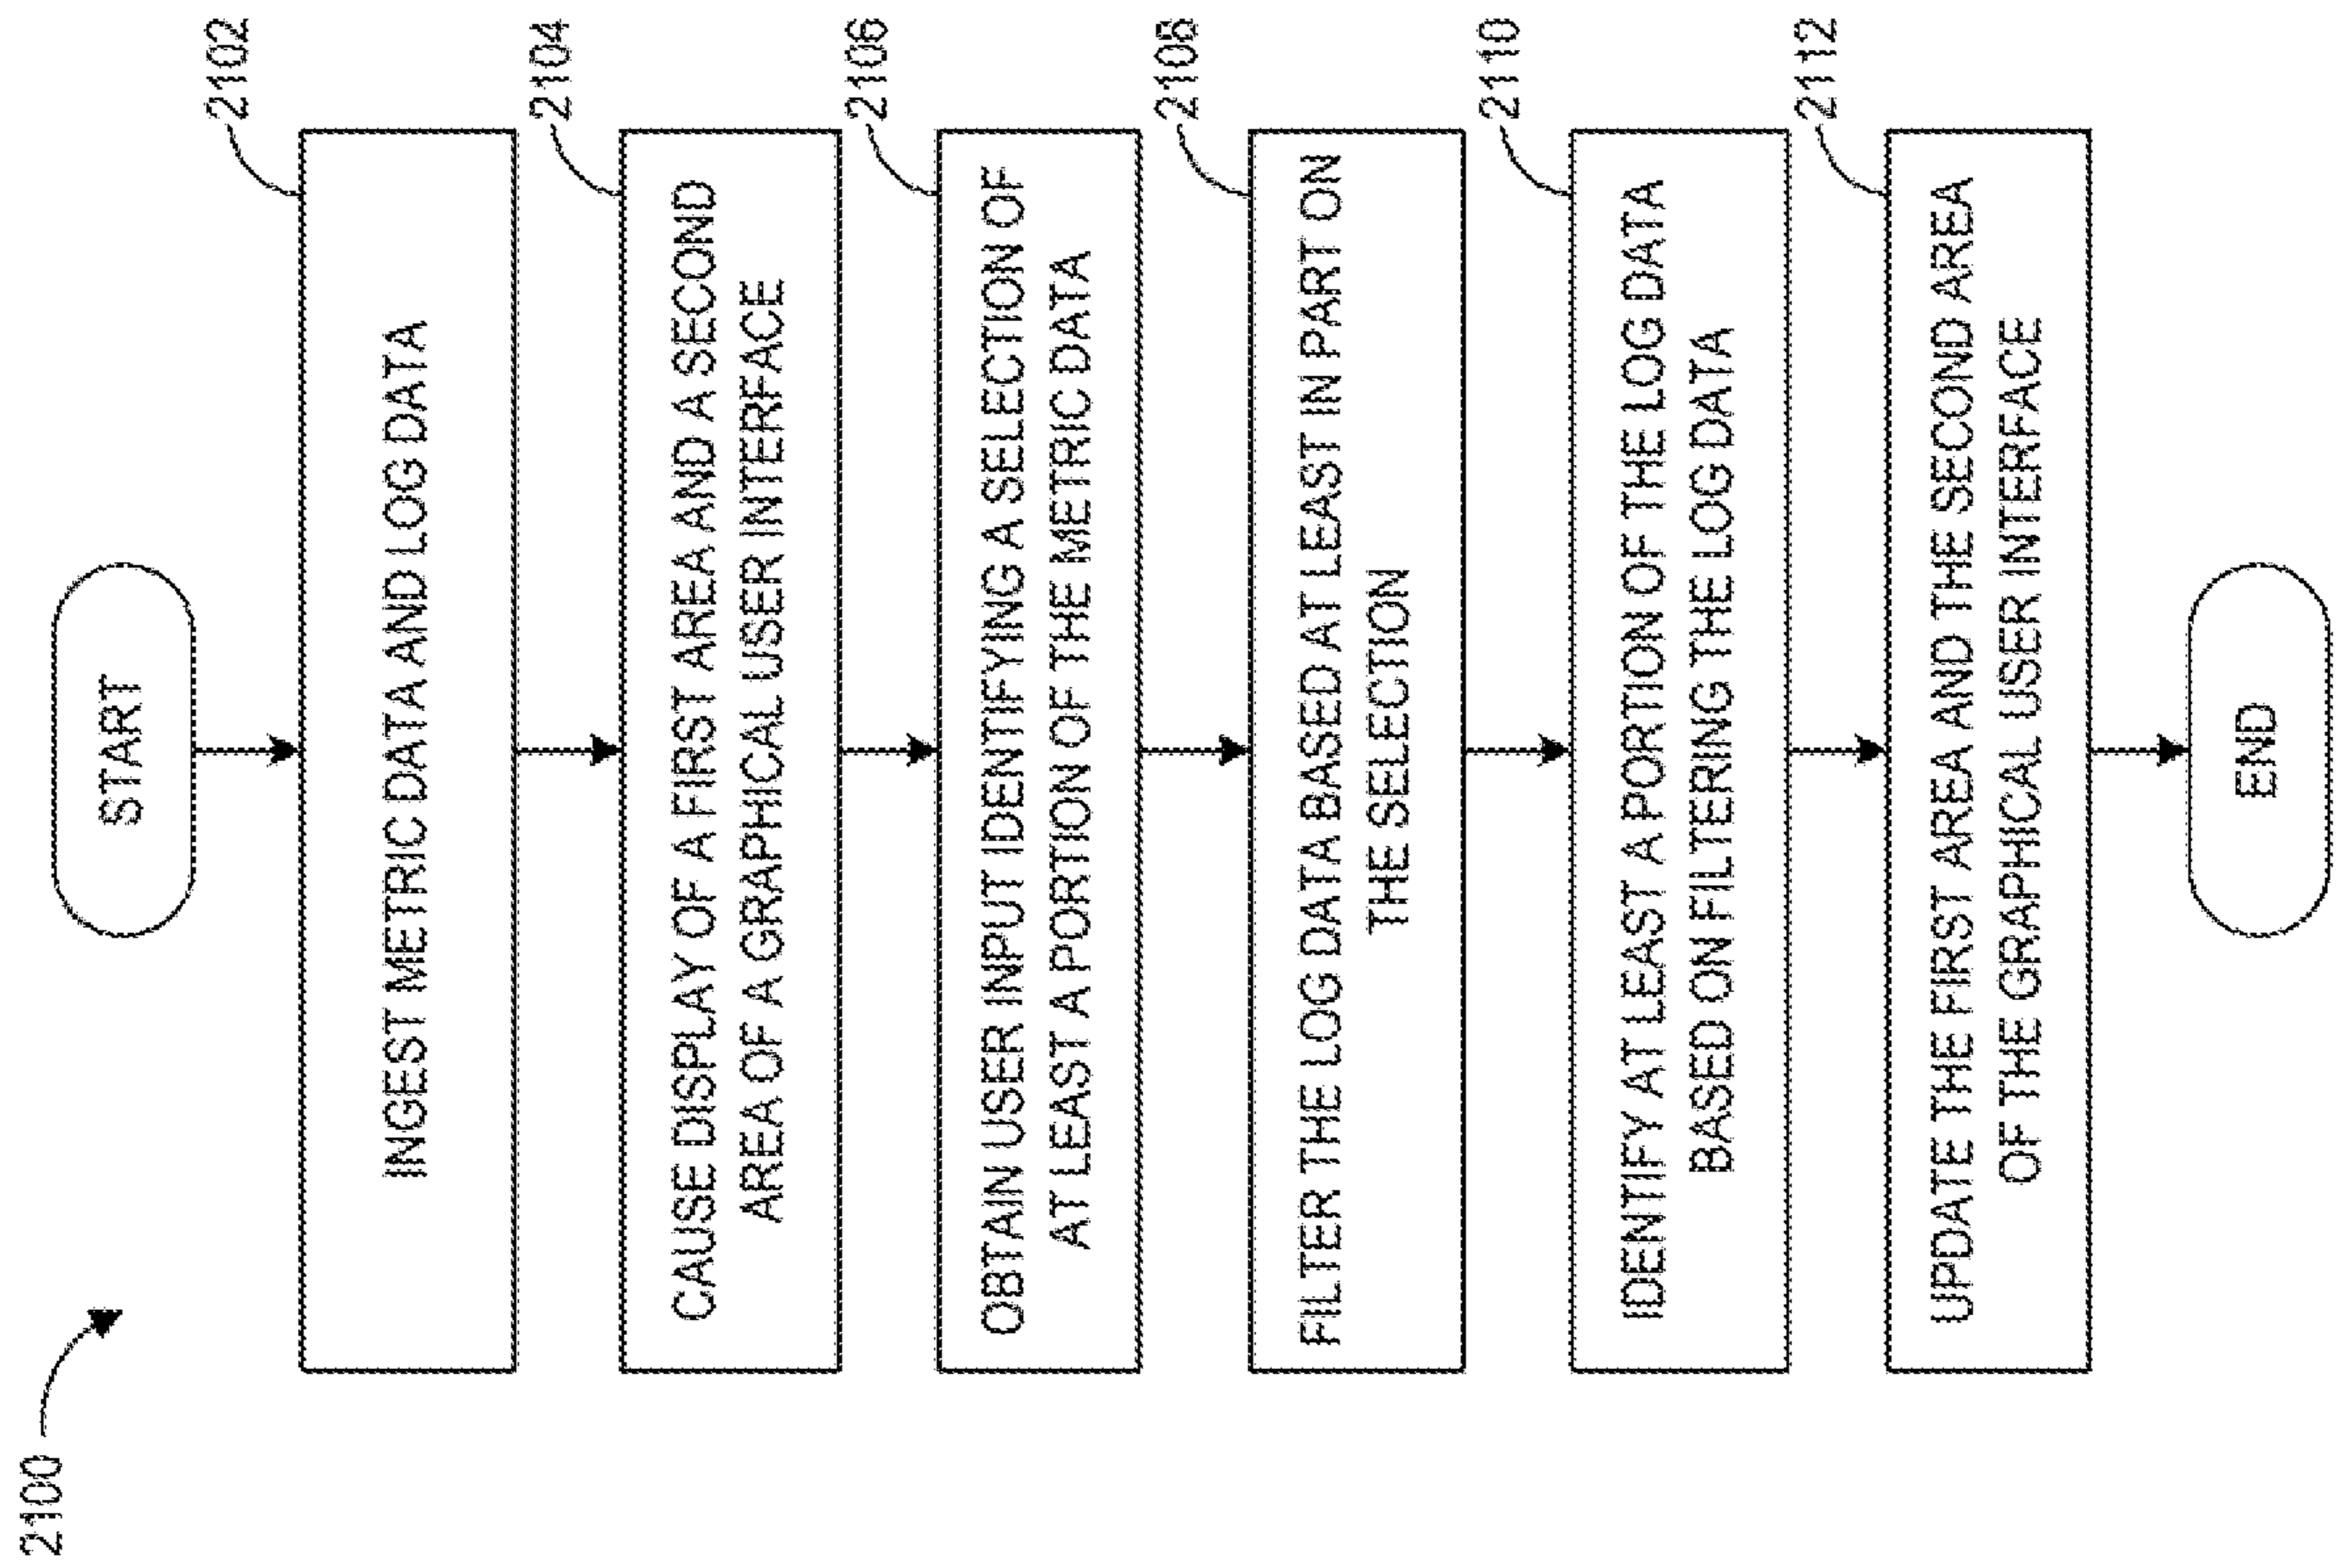 2100
START
2102
INGEST METRIC DATA AND LOG DATA
2104
CAUSE DISPLAY OF A FIRST AREA AND A SECOND
AREA OF A GRAPHICAL USER INTERFACE
2106
OBTAIN USER INPUT IDENTIFYING A SELECTION OF
AT LEAST A PORTION OF THE METRIC DATA
2108
FILTER THE LOG DATA BASED AT LEAST IN PART ON
THE SELECTION
2110
IDENTIFY AT LEAST A PORTION OF THE LOG DATA
BASED ON FILTERING THE LOG DATA
2112
UPDATE THE FIRST AREA AND THE SECOND AREA
OF THE GRAPHICAL USER INTERFACE
END